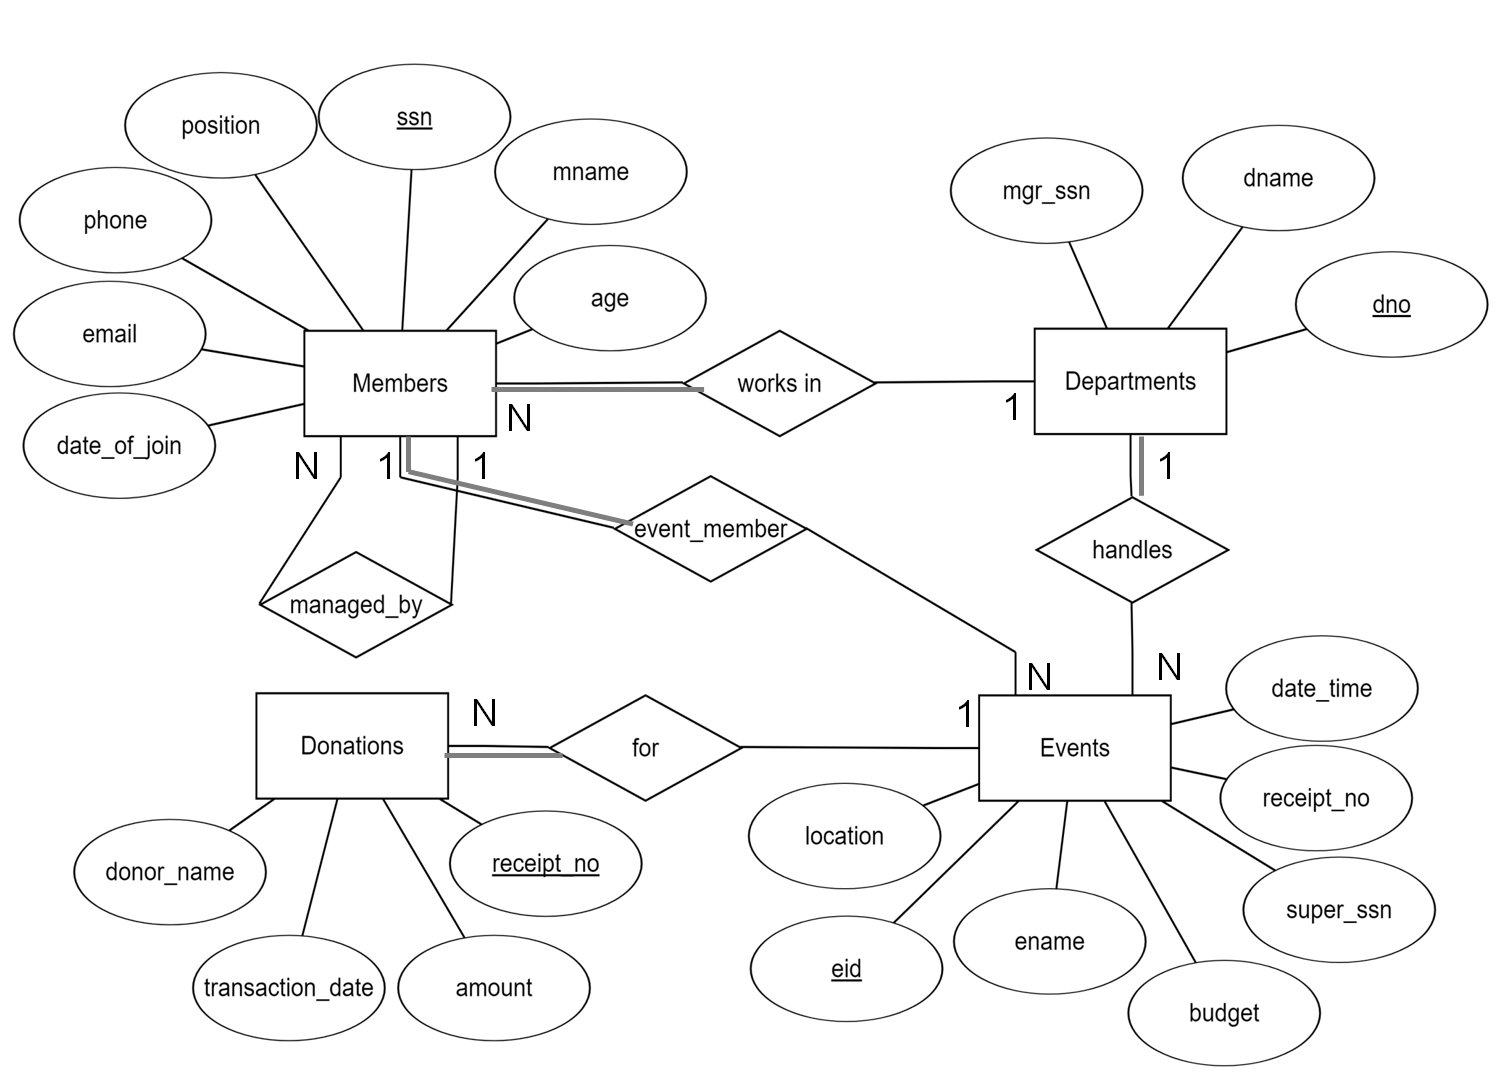 position
ssn
mname
phone
age
email
date_of_join
Members
N
works in
1
Departments
mgr_ssn
dname
dno
N
1
1
event_member
managed_by
1
handles
N
N
1
Donations
N
for
Events
date_time
receipt_no
super_ssn
location
eid
ename
budget
donor_name
transaction_date
amount
receipt_no